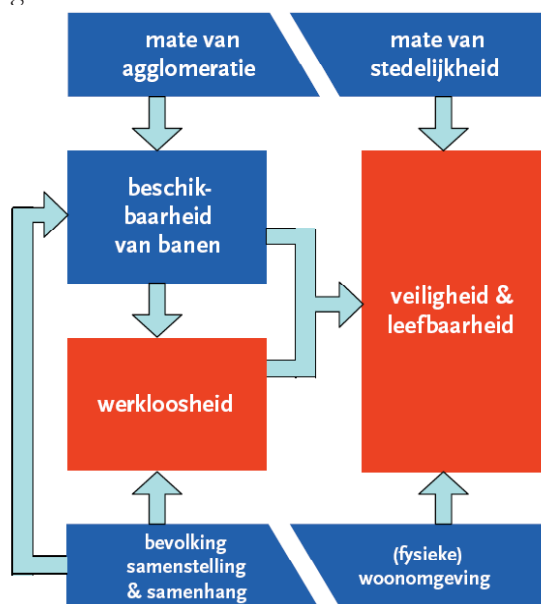 mate van
agglomeratie
mate van
stedelijkheid
beschik-
baarheid
van banen
veiligheid &
leefbaarheid
werkloosheid
bevolking
samenstelling
& samenhang
(fysieke)
woonomgeving